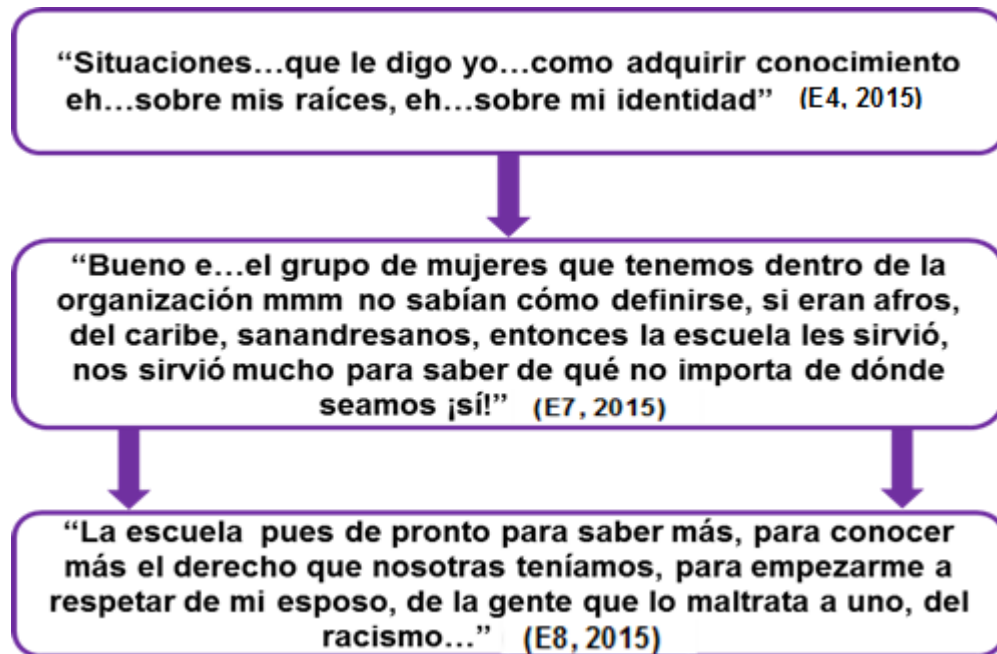 “Situaciones…que le digo yo…como adquirir conocimiento
eh…sobre mis raíces, eh…sobre mi identidad” (E4, 2015)
“Bueno e…el grupo de mujeres que tenemos dentro de la
organización mmm no sabían cómo definirse, si eran afros,
del caribe, sanandresanos, entonces la escuela les sirvió,
nos sirvió mucho para saber de qué no importa de dónde
seamos ¡sí!” (E7, 2015)
“La escuela pues de pronto para saber más, para conocer
más el derecho que nosotras teníamos, para empezarme a
respetar de mi esposo, de la gente que lo maltrata a uno, del
racismo…” (E8, 2015)